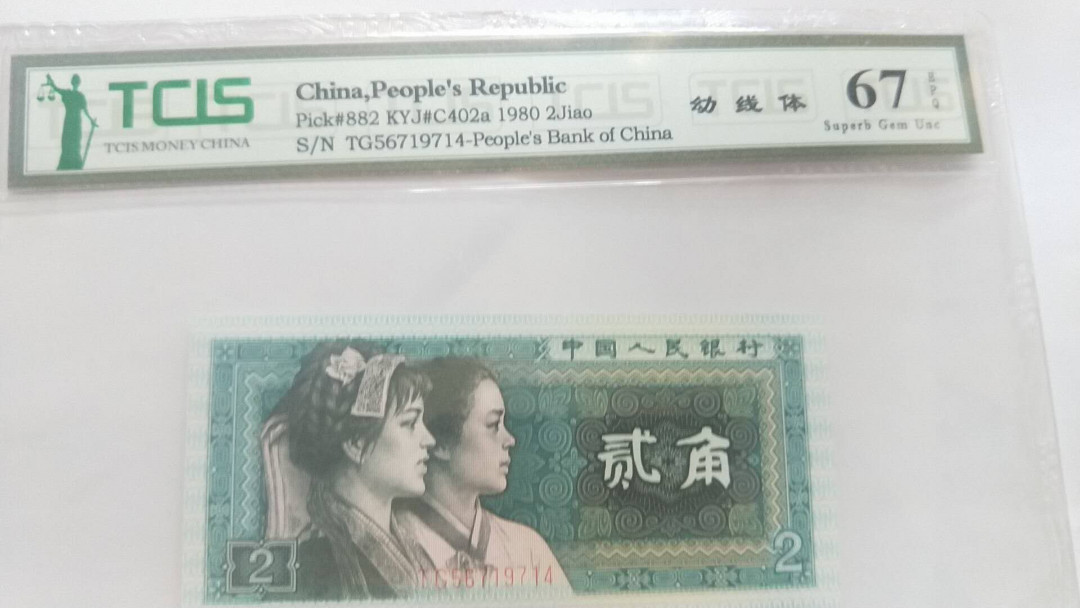 TCIS
TCIS MONEY CHINA
China,People's Republic
Pick#882 KYJ#C402a 1980 2Jiao
S/N TG56719714-People's Bank of China
幼线体
67
EPQ
Superb Gem Unc
中国人民银行
贰角
2
2
TG56719714